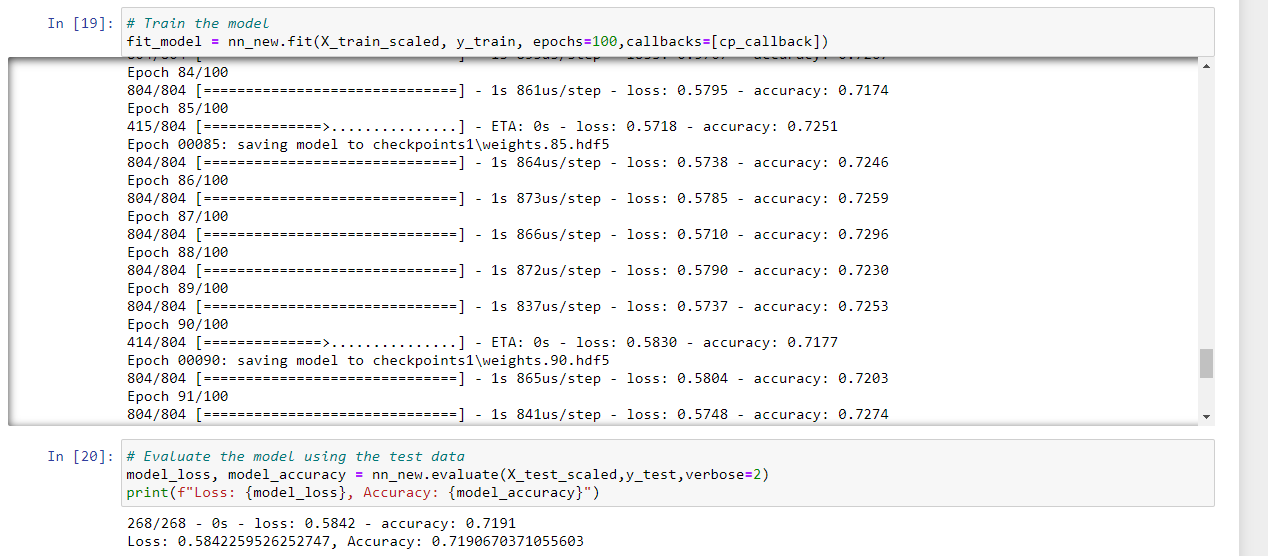 In [19]: # Train the model
fit_model = nn_new.fit(X_train_scaled, y_train, epochs=100,callbacks=[cp_callback])
Epoch 84/100
804/804 [==============================] - 1s 861us/step - loss: 0.5795 - accuracy: 0.7174
Epoch 85/100
415/804 [==============>...............] - ETA: 0s - loss: 0.5718 - accuracy: 0.7251
Epoch 00085: saving model to checkpoints1\weights.85.hdf5
804/804 [==============================] - 1s 864us/step - loss: 0.5738 - accuracy: 0.7246
Epoch 86/100
804/804 [==============================] - 1s 873us/step - loss: 0.5785 - accuracy: 0.7259
Epoch 87/100
804/804 [==============================] - 1s 866us/step - loss: 0.5710 - accuracy: 0.7296
Epoch 88/100
804/804 [==============================] - 1s 872us/step - loss: 0.5790 - accuracy: 0.7230
Epoch 89/100
804/804 [==============================] - 1s 837us/step - loss: 0.5737 - accuracy: 0.7253
Epoch 90/100
414/804 [==============>...............] - ETA: 0s - loss: 0.5830 - accuracy: 0.7177
Epoch 00090: saving model to checkpoints1\weights.90.hdf5
804/804 [==============================] - 1s 865us/step - loss: 0.5804 - accuracy: 0.7203
Epoch 91/100
804/804 [==============================] - 1s 841us/step - loss: 0.5748 - accuracy: 0.7274
In [20]: # Evaluate the model using the test data
model_loss, model_accuracy = nn_new.evaluate(X_test_scaled,y_test,verbose=2)
print(f"Loss: {model_loss}, Accuracy: {model_accuracy}")
268/268 - 0s - loss: 0.5842 - accuracy: 0.7191
Loss: 0.5842259526252747, Accuracy: 0.7190670371055603